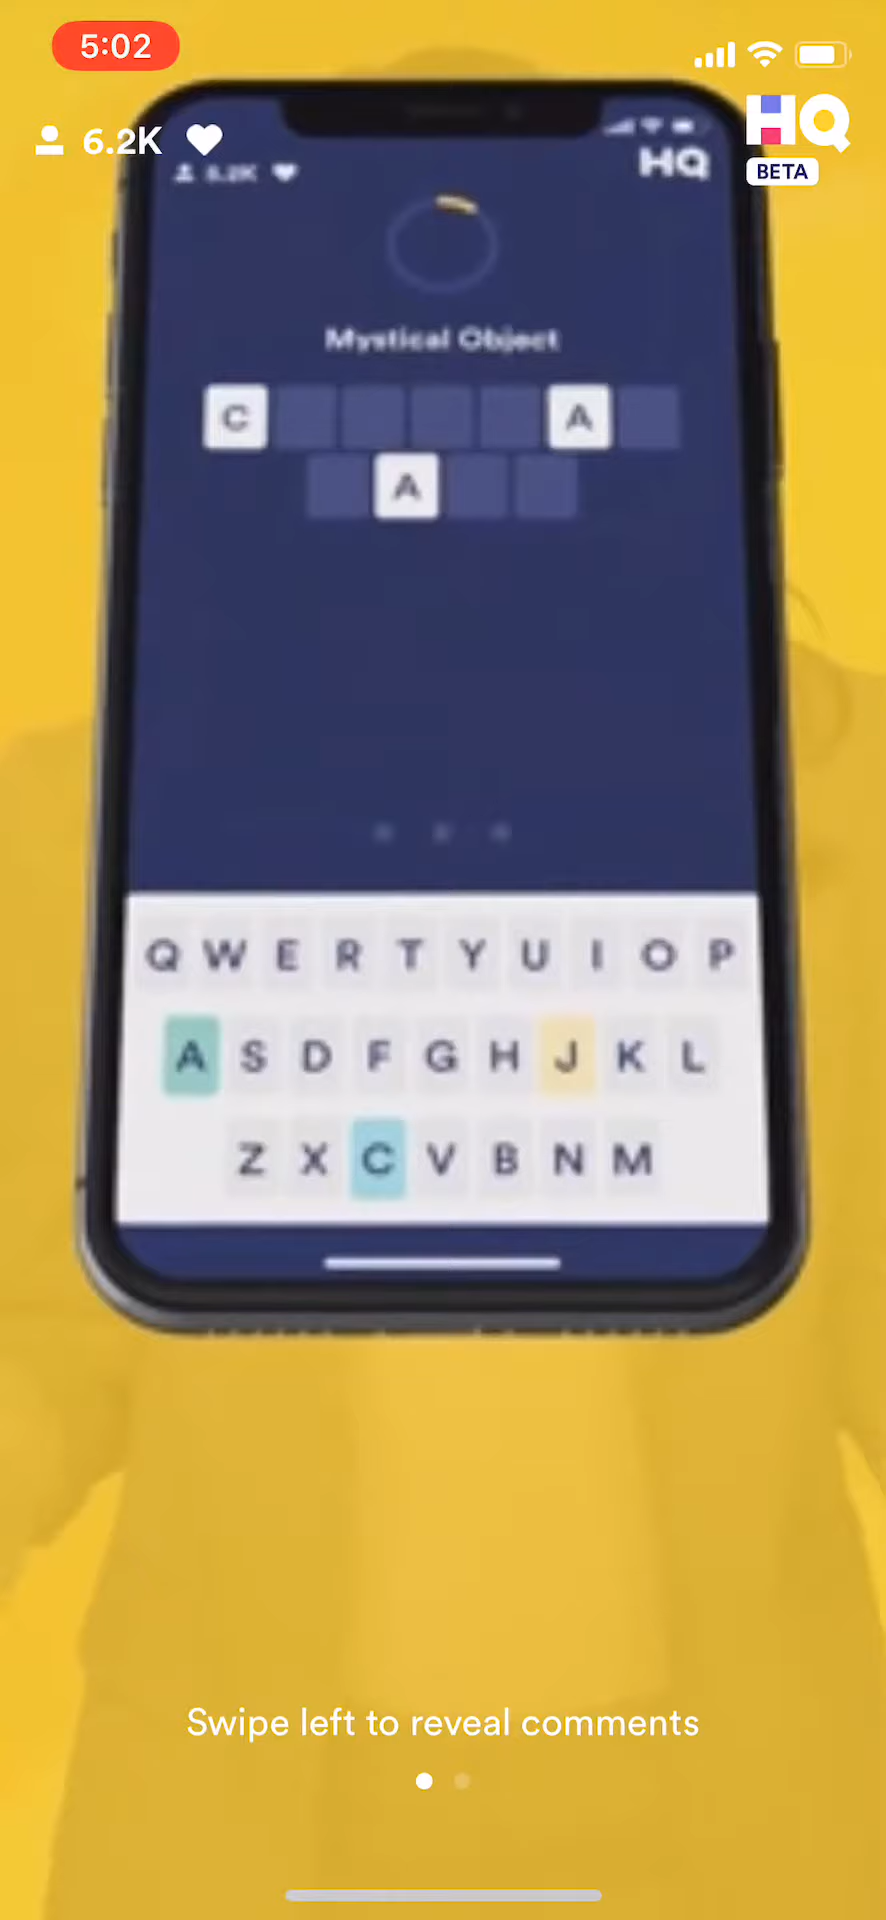 5:02
6.2K
HQ
BETA
HQ
Mystical Object
C A
A
Q W E R T Y U I O P
A S D F G H J K L
Z X C V B N M
Swipe left to reveal comments